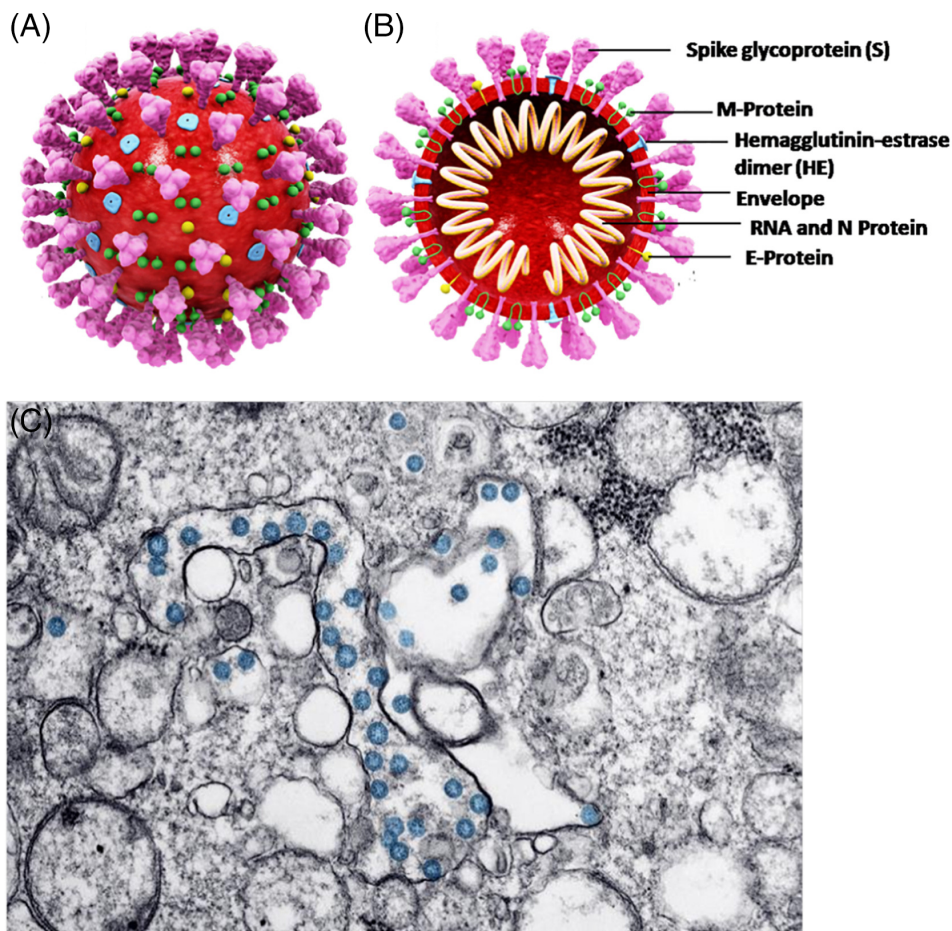 (A)
(B)
Spike glycoprotein (S)
M-Protein
Hemagglutinin-estrase
dimer (HE)
Envelope
RNA and N Protein
E-Protein
(C)